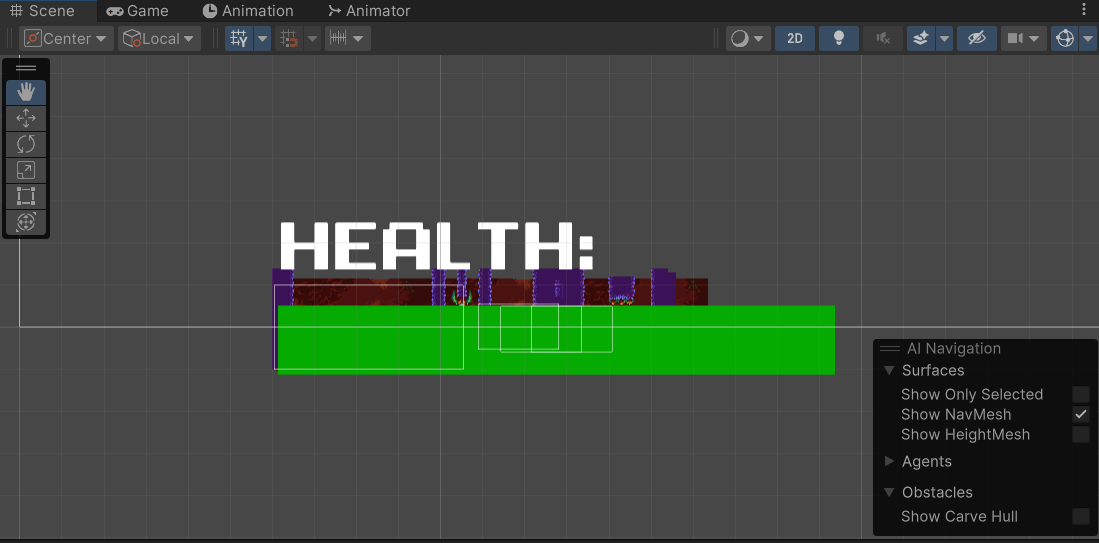 Scene Game Animation Animator
Center Local 2D
HEALTH:
AI Navigation
Surfaces
Show Only Selected
Show NavMesh
Show HeightMesh
Agents
Obstacles
Show Carve Hull